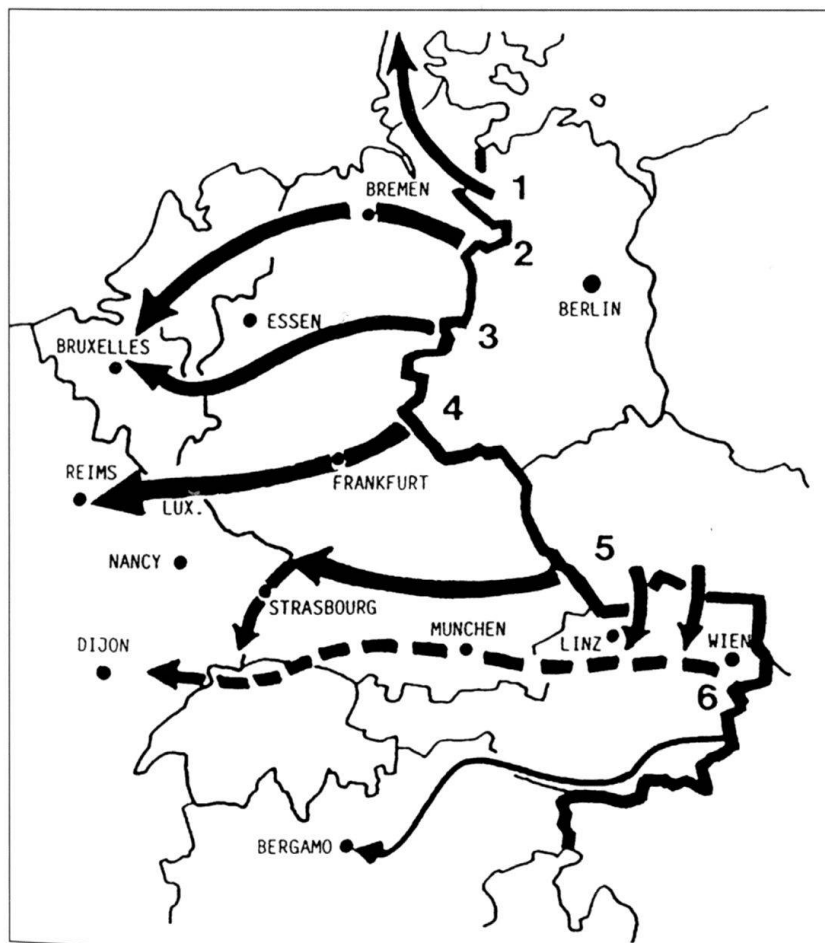 1
BREMEN
2
BERLIN
ESSEN
3
BRUXELLES
4
REIMS
FRANKFURT
LUX.
NANCY
5
STRASBOURG
MUNCHEN
LINZ
WIEN
DIJON
6
BERGAMO